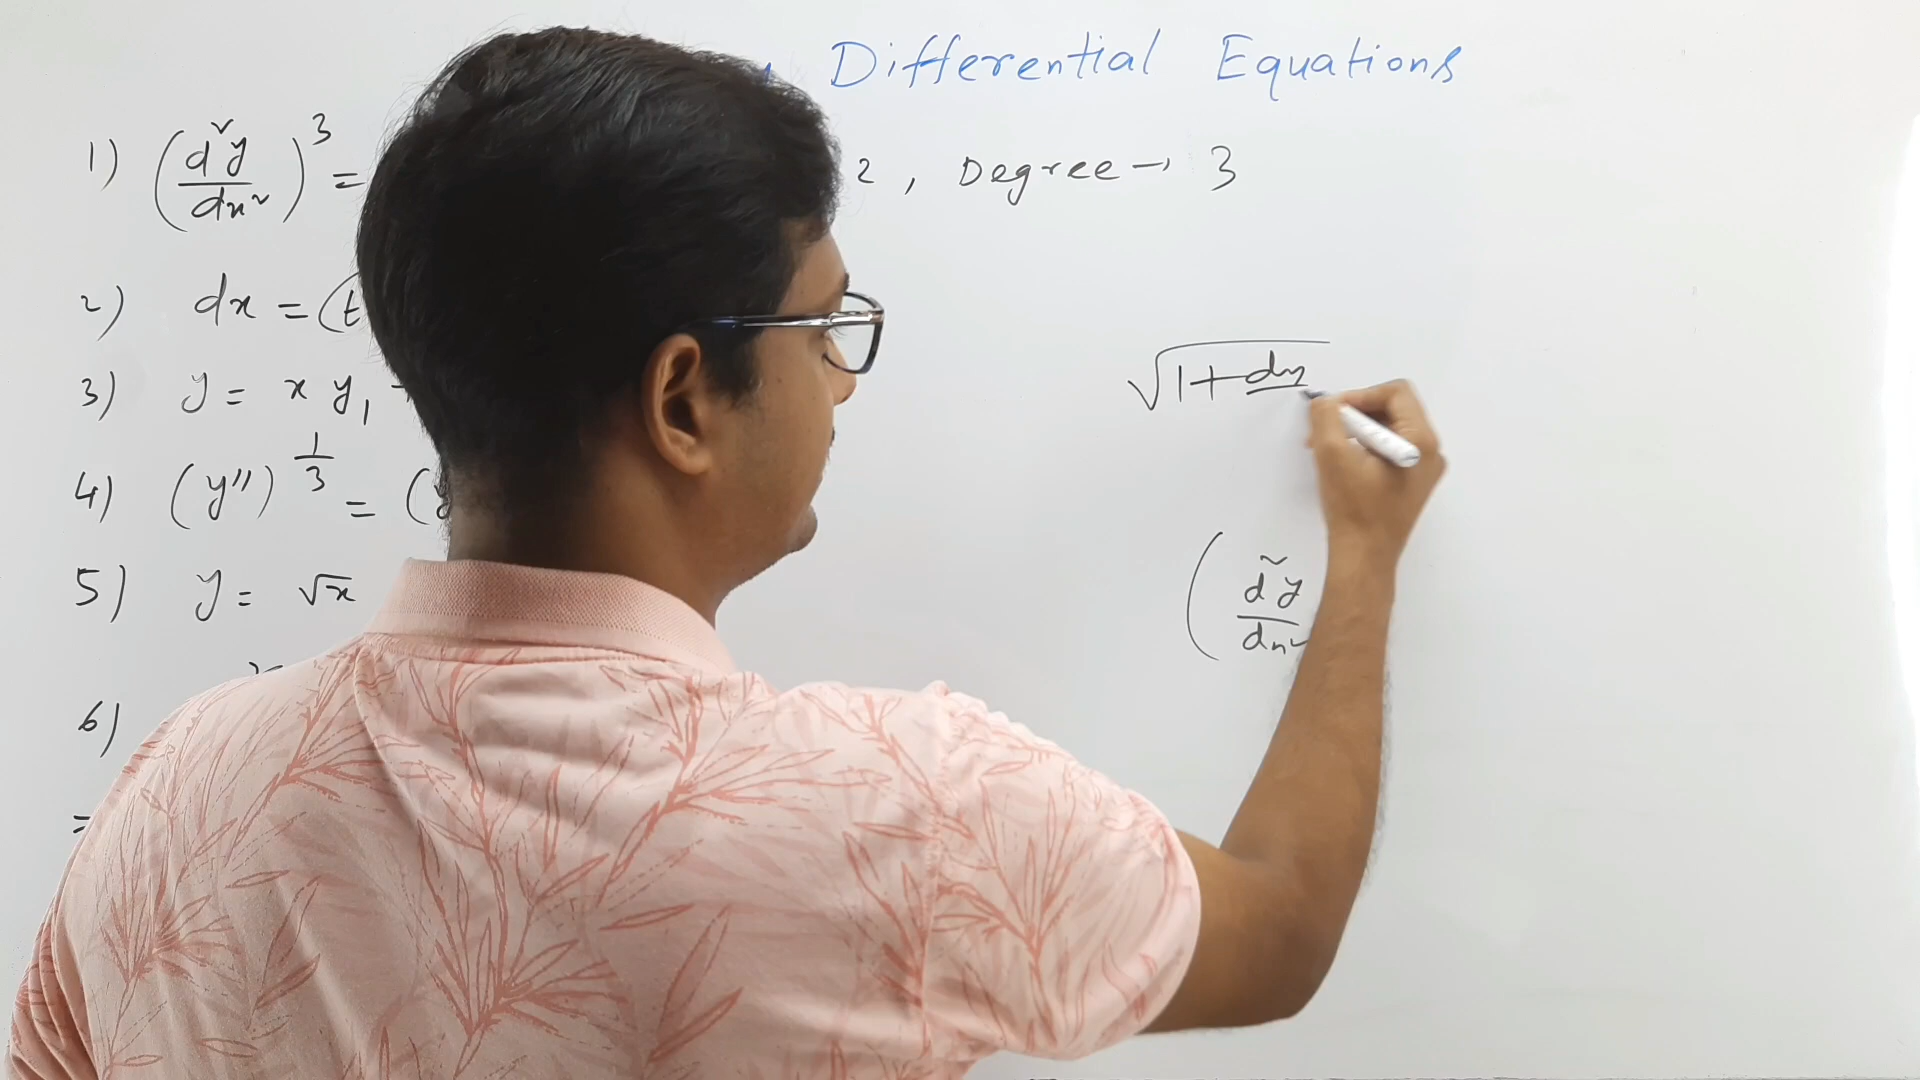 Differential Equations
1) (d²y/dx²)³ = 2, Degree → 3
2) dx = (t
√1+dy
3) y = x y₁
4) (y'')^1/3 = (y
5) y = √x
(d²y/dx²
6)
=